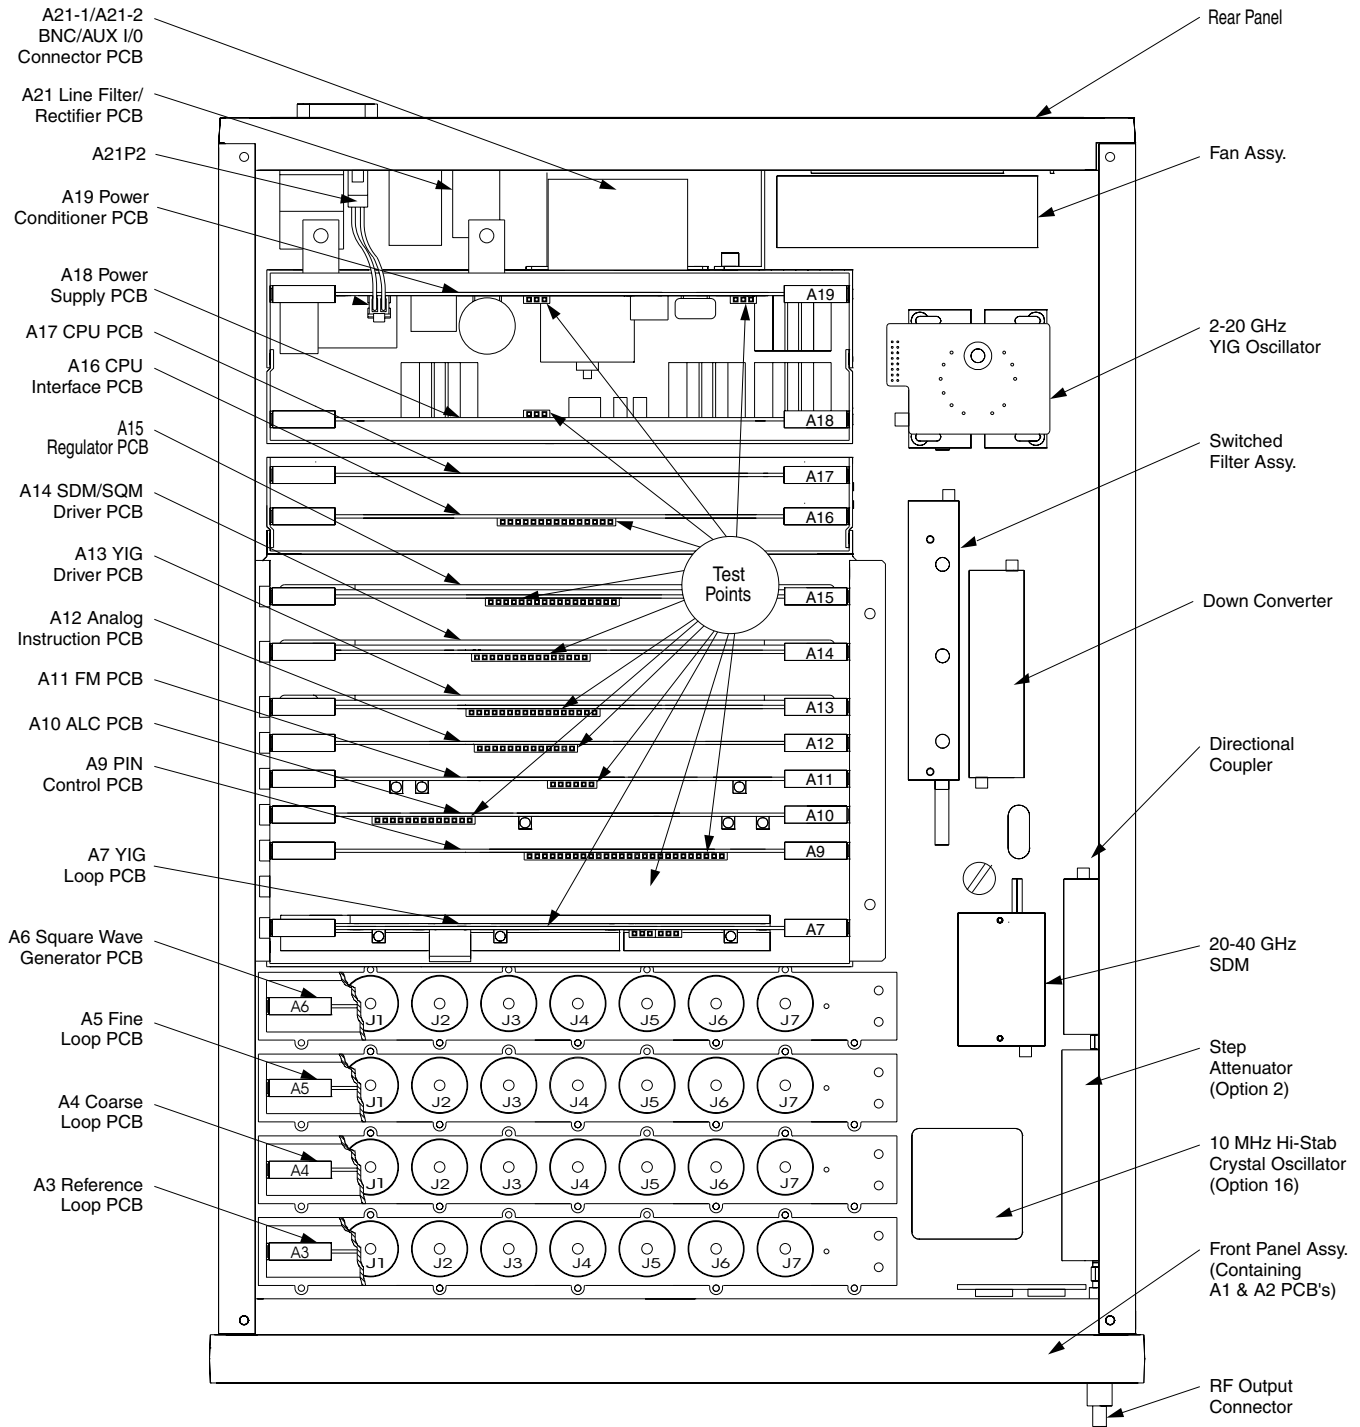 A21-1/A21-2
BNC/AUX I/0
Connector PCB
A21 Line Filter/
Rectifier PCB
A21P2
A19 Power
Conditioner PCB
A18 Power
Supply PCB
A17 CPU PCB
A16 CPU
Interface PCB
A15
Regulator PCB
A14 SDM/SQM
Driver PCB
A13 YIG
Driver PCB
A12 Analog
Instruction PCB
A11 FM PCB
A10 ALC PCB
A9 PIN
Control PCB
A7 YIG
Loop PCB
A6 Square Wave
Generator PCB
A5 Fine
Loop PCB
A4 Coarse
Loop PCB
A3 Reference
Loop PCB
A19
A18
A17
A16
Test
Points
A15
A14
A13
A12
A11
A10
A9
A7
A6 J1 J2 J3 J4 J5 J6 J7
A5 J1 J2 J3 J4 J5 J6 J7
A4 J1 J2 J3 J4 J5 J6 J7
A3 J1 J2 J3 J4 J5 J6 J7
Rear Panel
Fan Assy.
2-20 GHz
YIG Oscillator
Switched
Filter Assy.
Down Converter
Directional
Coupler
20-40 GHz
SDM
Step
Attenuator
(Option 2)
10 MHz Hi-Stab
Crystal Oscillator
(Option 16)
Front Panel Assy.
(Containing
A1 & A2 PCB's)
RF Output
Connector